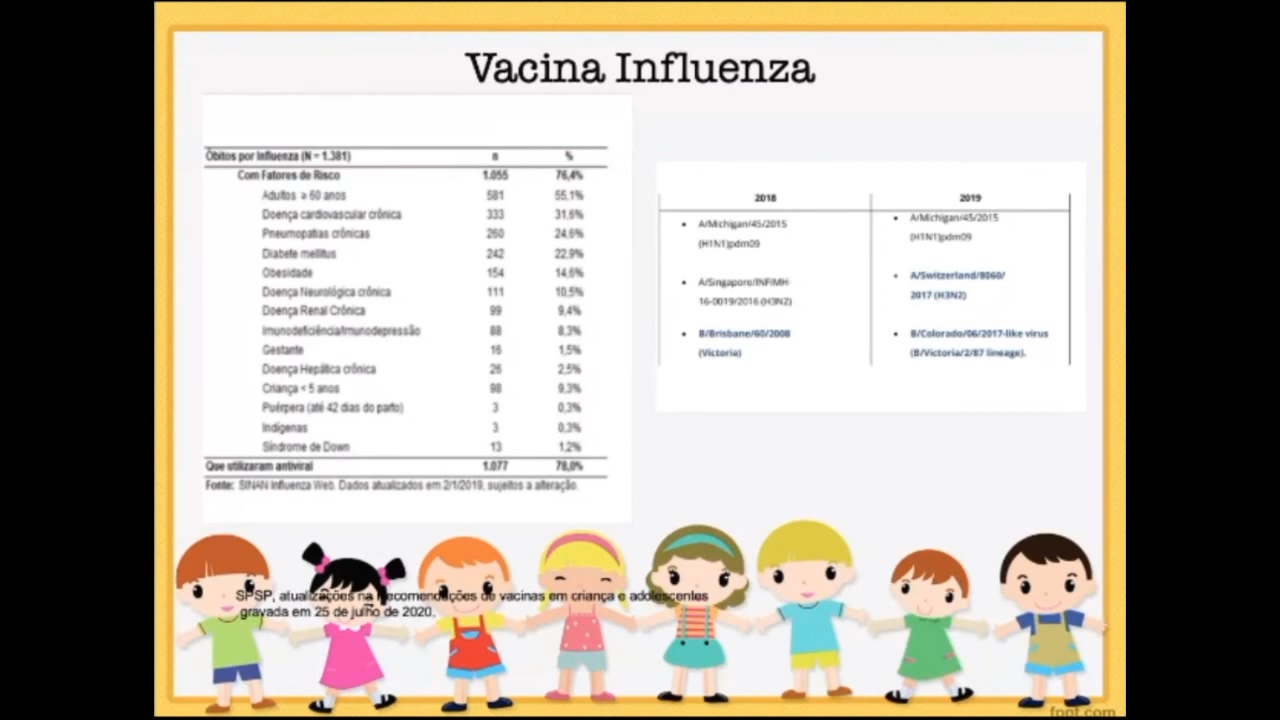 Vacina Influenza
Óbitos por Influenza (N = 1.381) n %
Com Fatores de Risco 1.055 76,4%
Adultos ≥ 60 anos 581 55,1%
Doença cardiovascular crônica 333 31,6%
Pneumopatias crônicas 260 24,6%
Diabete mellitus 242 22,9%
Obesidade 154 14,6%
Doença Neurológica crônica 111 10,5%
Doença Renal Crônica 99 9,4%
Imunodeficiência/Imunodepressão 88 8,3%
Gestante 16 1,5%
Doença Hepática crônica 26 2,5%
Criança < 5 anos 98 9,3%
Puérpera (até 42 dias do parto) 3 0,3%
Indígenas 3 0,3%
Síndrome de Down 13 1,2%
Que utilizaram antiviral 1.077 78,0%
Fonte: SINAN Influenza Web. Dados atualizados em 2/1/2019, sujeitos a alteração.
2018
• A/Michigan/45/2015
(H1N1)pdm09
• A/Singapore/INFIMH-
16-0019/2016 (H3N2)
• B/Brisbane/60/2008
(Victoria)
2019
• A/Michigan/45/2015
(H1N1)pdm09
• A/Switzerland/8060/
2017 (H3N2)
• B/Colorado/06/2017-like virus
(B/Victoria/2/87 lineage).
SPSP, atualizações na recomendações de vacinas em criança e adolescentes
gravada em 25 de julho de 2020.
fppt.com